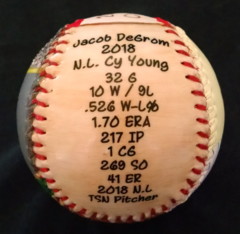 Jacob DeGrom
2018
N.L. Cy Young
32 G
10 W / 9L
.526 W-L%
1.70 ERA
217 IP
1 CG
269 SO
41 ER
2018 N.L
TSN Pitcher